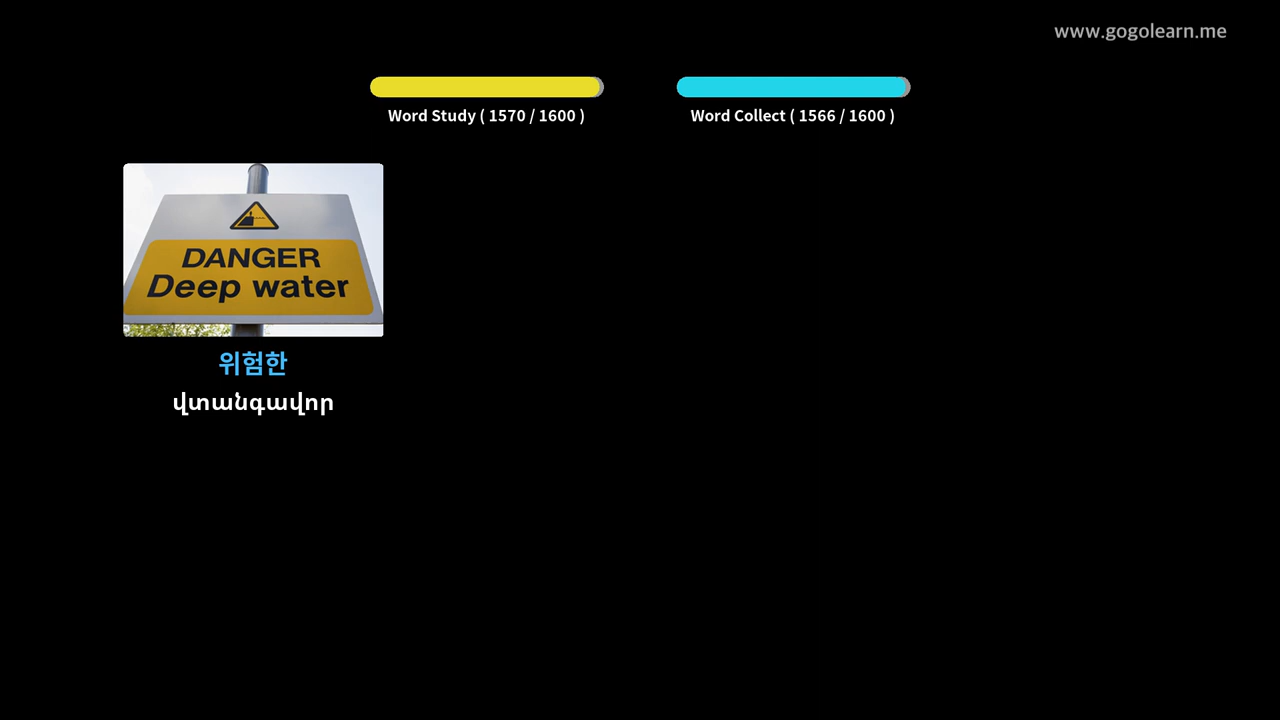 www.gogolearn.me
Word Study ( 1570 / 1600 )
Word Collect ( 1566 / 1600 )
DANGER
Deep water
위험한
վտանգավոր